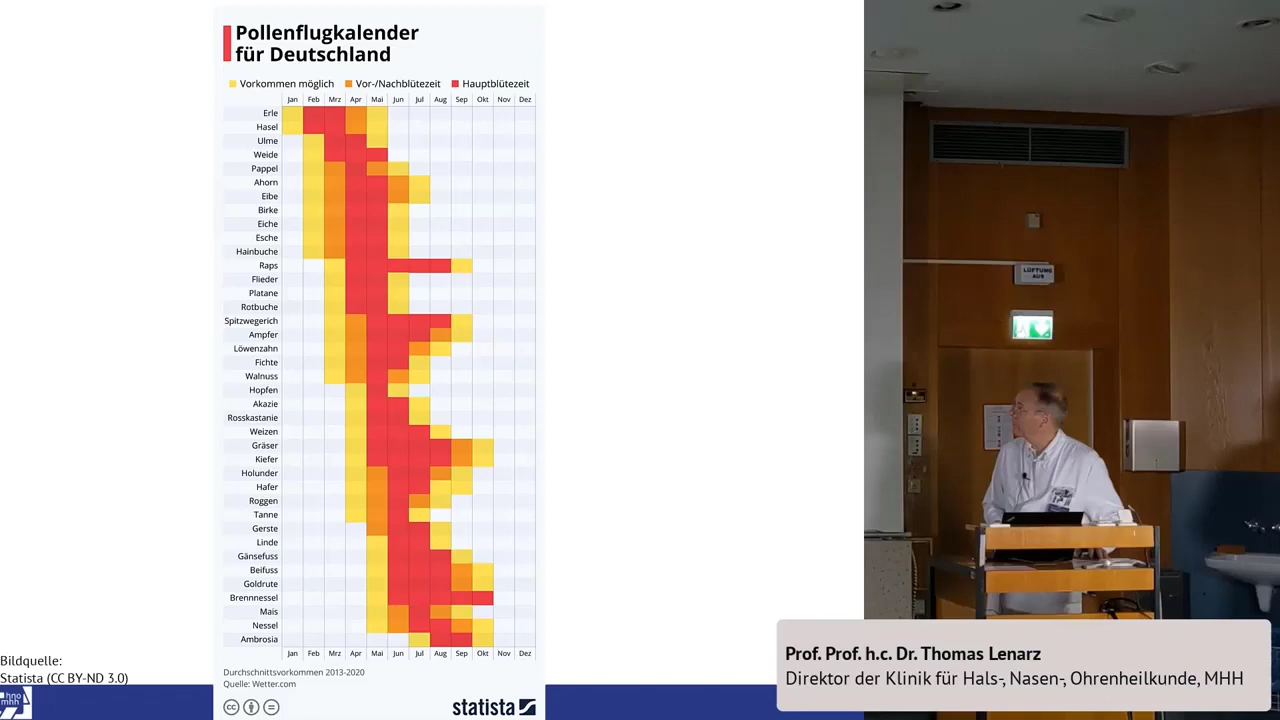 Pollenflugkalender
für Deutschland
Vorkommen möglich Vor-/Nachblütezeit Hauptblütezeit
Jan Feb Mrz Apr Mai Jun Jul Aug Sep Okt Nov Dez
Erle
Hasel
Ulme
Weide
Pappel
Ahorn
Eibe
Birke
Eiche
Esche
Hainbuche
Raps
Flieder
Platane
Rotbuche
Spitzwegerich
Ampfer
Löwenzahn
Fichte
Walnuss
Hopfen
Akazie
Rosskastanie
Weizen
Gräser
Kiefer
Holunder
Hafer
Roggen
Tanne
Gerste
Linde
Gänsefuss
Beifuss
Goldrute
Brennnessel
Mais
Nessel
Ambrosia
Jan Feb Mrz Apr Mai Jun Jul Aug Sep Okt Nov Dez
Durchschnittsvorkommen 2013-2020
Quelle: Wetter.com
cc
statista
Bildquelle:
Statista (CC BY-ND 3.0)
hno
mhh
LÜFTUNG
AUS
Prof. Prof. h.c. Dr. Thomas Lenarz
Direktor der Klinik für Hals-, Nasen-, Ohrenheilkunde, MHH